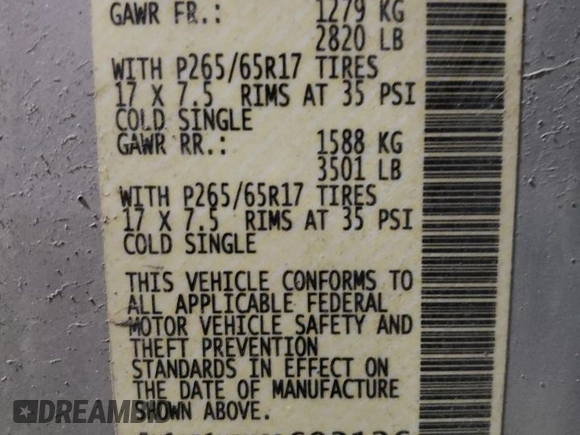 GAWR FR.: 1279 KG
2820 LB
WITH P265/65R17 TIRES
17 X 7.5 RIMS AT 35 PSI
COLD SINGLE
GAWR RR.: 1588 KG
3501 LB
WITH P265/65R17 TIRES
17 X 7.5 RIMS AT 35 PSI
COLD SINGLE
THIS VEHICLE CONFORMS TO
ALL APPLICABLE FEDERAL
MOTOR VEHICLE SAFETY AND
THEFT PREVENTION
STANDARDS IN EFFECT ON
THE DATE OF MANUFACTURE
SHOWN ABOVE.
DREAMBID